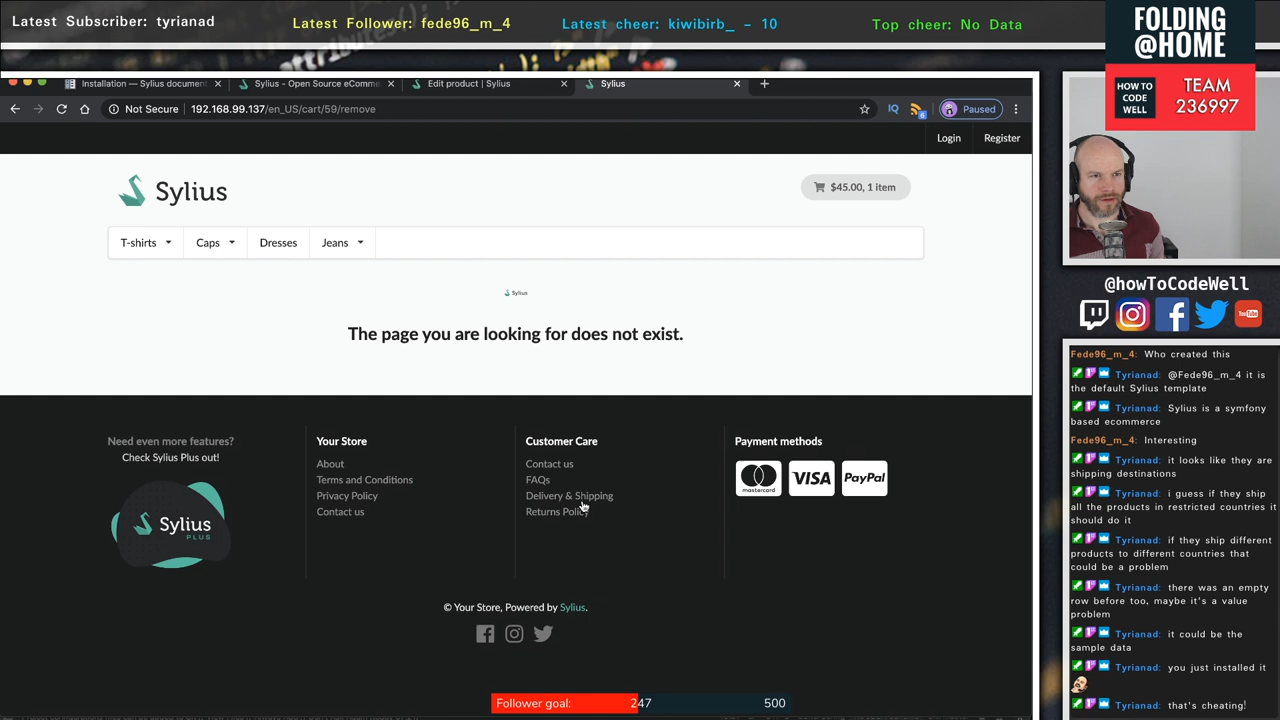 Latest Subscriber: tyrianad
Latest Follower: fede96_m_4
Latest cheer: kiwibirb_ - 10
Top cheer: No Data
FOLDING
@HOME
HOW TO
CODE
WELL
TEAM
236997
Installation — Sylius document
Sylius - Open Source eComme
Edit product | Sylius
Sylius
Not Secure
192.168.99.137/en_US/cart/59/remove
IQ
6
Paused
Login
Register
Sylius
$45.00, 1 item
T-shirts
Caps
Dresses
Jeans
Sylius
The page you are looking for does not exist.
Need even more features?
Check Sylius Plus out!
Sylius
PLUS
Your Store
About
Terms and Conditions
Privacy Policy
Contact us
Customer Care
Contact us
FAQs
Delivery & Shipping
Returns Policy
Payment methods
mastercard
VISA
PayPal
© Your Store, Powered by Sylius.
Follower goal:
247
500
@howToCodeWell
You Tube
Fede96_m_4: Who created this
Tyrianad: @Fede96_m_4 it is
the default Sylius template
Tyrianad: Sylius is a symfony
based ecommerce
Fede96_m_4: Interesting
Tyrianad: it looks like they are
shipping destinations
Tyrianad: i guess if they ship
all the products in restricted countries it
should do it
Tyrianad: if they ship different
products to different countries that
could be a problem
Tyrianad: there was an empty
row before too, maybe it's a value
problem
Tyrianad: it could be the
sample data
Tyrianad: you just installed it
Tyrianad: that's cheating!